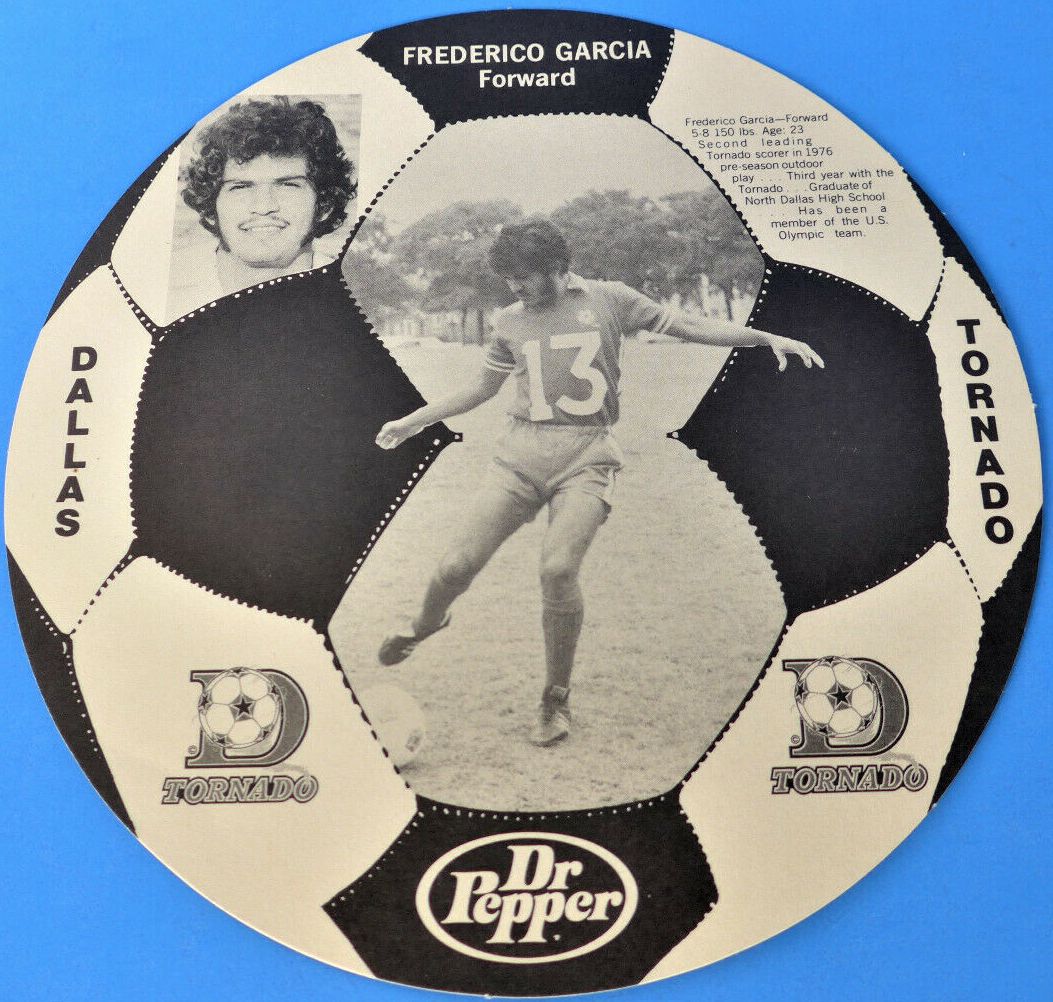 FREDERICO GARCIA
Forward
Frederico Garcia—Forward
5-8 150 lbs. Age: 23
Second leading
Tornado scorer in 1976
pre-season outdoor
play . . . Third year with the
Tornado . . . Graduate of
North Dallas High School
. . . Has been a
member of the U.S.
Olympic team.
DALLAS
TORNADO
13
D
TORNADO
©
D
TORNADO
©
Dr
Pepper